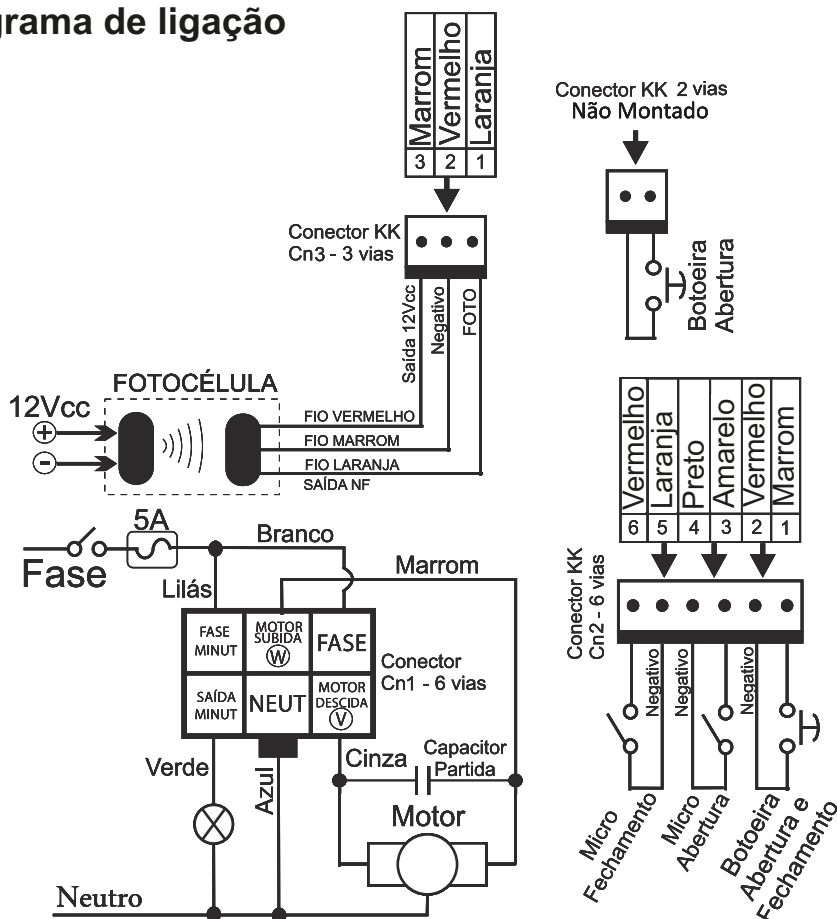 grama de ligação
Marrom
Vermelho
Laranja
3 2 1
Conector KK 2 vias
Não Montado
Conector KK
Cn3 - 3 vias
Botoeira
Abertura
Saída 12Vcc
Negativo
FOTO
FOTOCÉLULA
12Vcc
+
-
FIO VERMELHO
FIO MARROM
FIO LARANJA
SAÍDA NF
Vermelho
Laranja
Preto
Amarelo
Vermelho
Marrom
6 5 4 3 2 1
Conector KK
Cn2 - 6 vias
Negativo
Negativo
Negativo
Micro
Fechamento
Micro
Abertura
Botoeira
Abertura e
Fechamento
5A
Fase
Branco
Lilás
Marrom
FASE
MINUT
MOTOR
SUBIDA
W
FASE
SAÍDA
MINUT
NEUT
MOTOR
DESCIDA
V
Conector
Cn1 - 6 vias
Verde
Azul
Cinza
Capacitor
Partida
Motor
Neutro